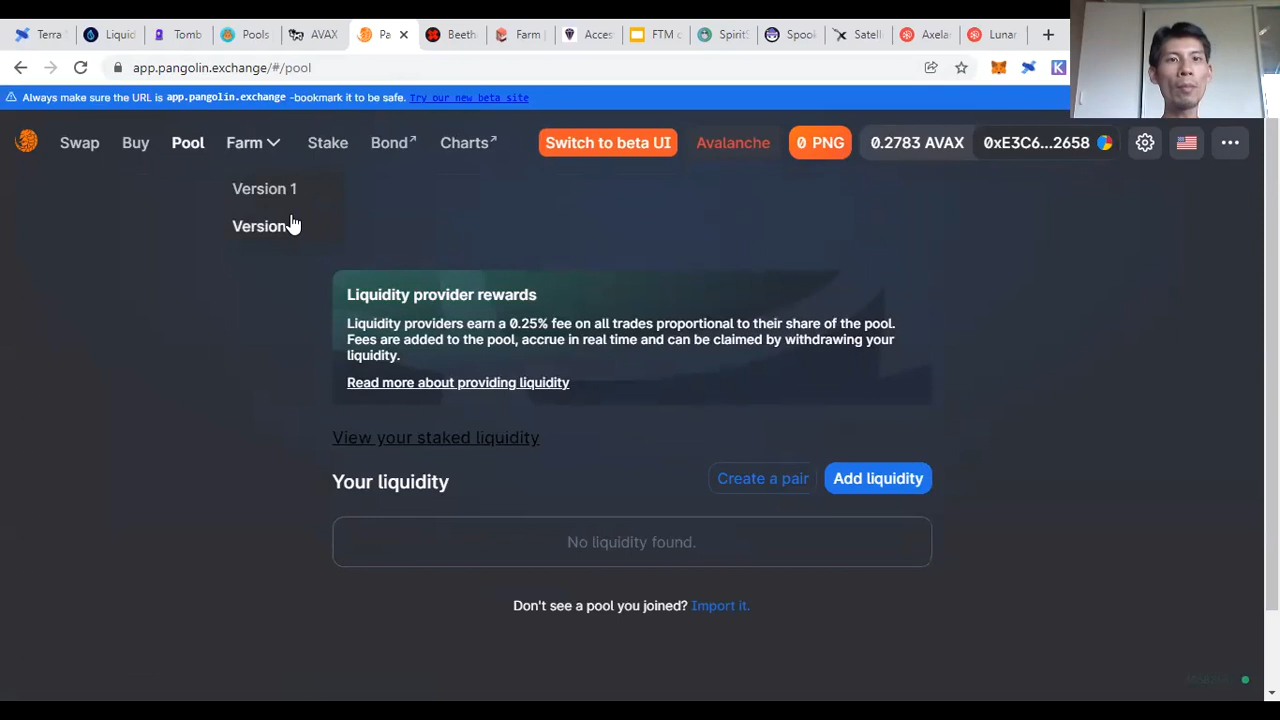 Terra
Liquid
Tomb
Pools
AVAX
Pa
Beeth
Farm
Acces
FTM c
Spirit
Spook
Satell
Axela
Lunar
app.pangolin.exchange/#/pool
Always make sure the URL is app.pangolin.exchange -bookmark it to be safe. Try our new beta site
Swap
Buy
Pool
Farm
Stake
Bond
Charts
Switch to beta UI
Avalanche
0 PNG
0.2783 AVAX
0xE3C6...2658
Version 1
Version
Liquidity provider rewards
Liquidity providers earn a 0.25% fee on all trades proportional to their share of the pool.
Fees are added to the pool, accrue in real time and can be claimed by withdrawing your
liquidity.
Read more about providing liquidity
View your staked liquidity
Your liquidity
Create a pair
Add liquidity
No liquidity found.
Don't see a pool you joined? Import it.